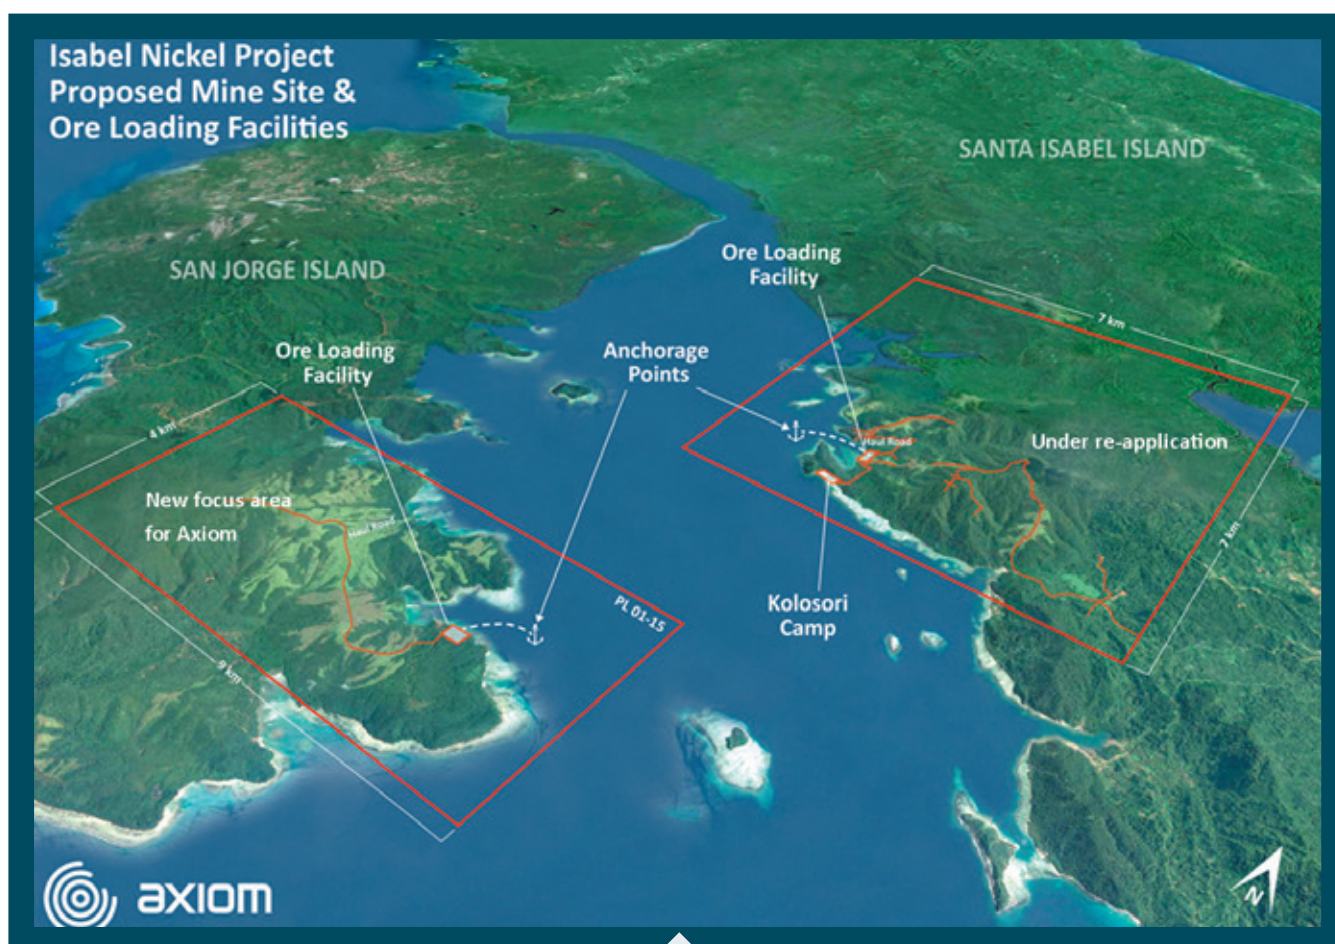 Isabel Nickel Project
Proposed Mine Site &
Ore Loading Facilities
SANTA ISABEL ISLAND
SAN JORGE ISLAND
Ore Loading
Facility
7 km
Ore Loading
Facility
Anchorage
Points
4 km
Haul Road
Under re-application
New focus area
for Axiom
Haul Road
7 km
PL 01-15
Kolosori
Camp
9 km
axiom
N